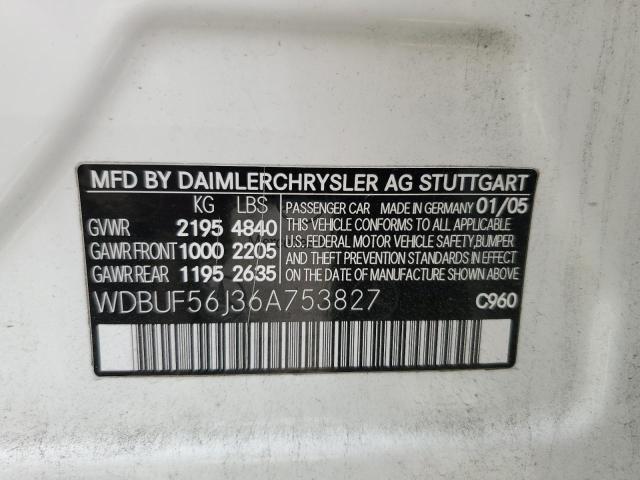 MFD BY DAIMLERCHRYSLER AG STUTTGART
KG LBS
GVWR 2195 4840
GAWR FRONT 1000 2205
GAWR REAR 1195 2635
PASSENGER CAR MADE IN GERMANY 01/05
THIS VEHICLE CONFORMS TO ALL APPLICABLE
U.S. FEDERAL MOTOR VEHICLE SAFETY, BUMPER
AND THEFT PREVENTION STANDARDS IN EFFECT
ON THE DATE OF MANUFACTURE SHOWN ABOVE.
WDBUF56J36A753827 C960